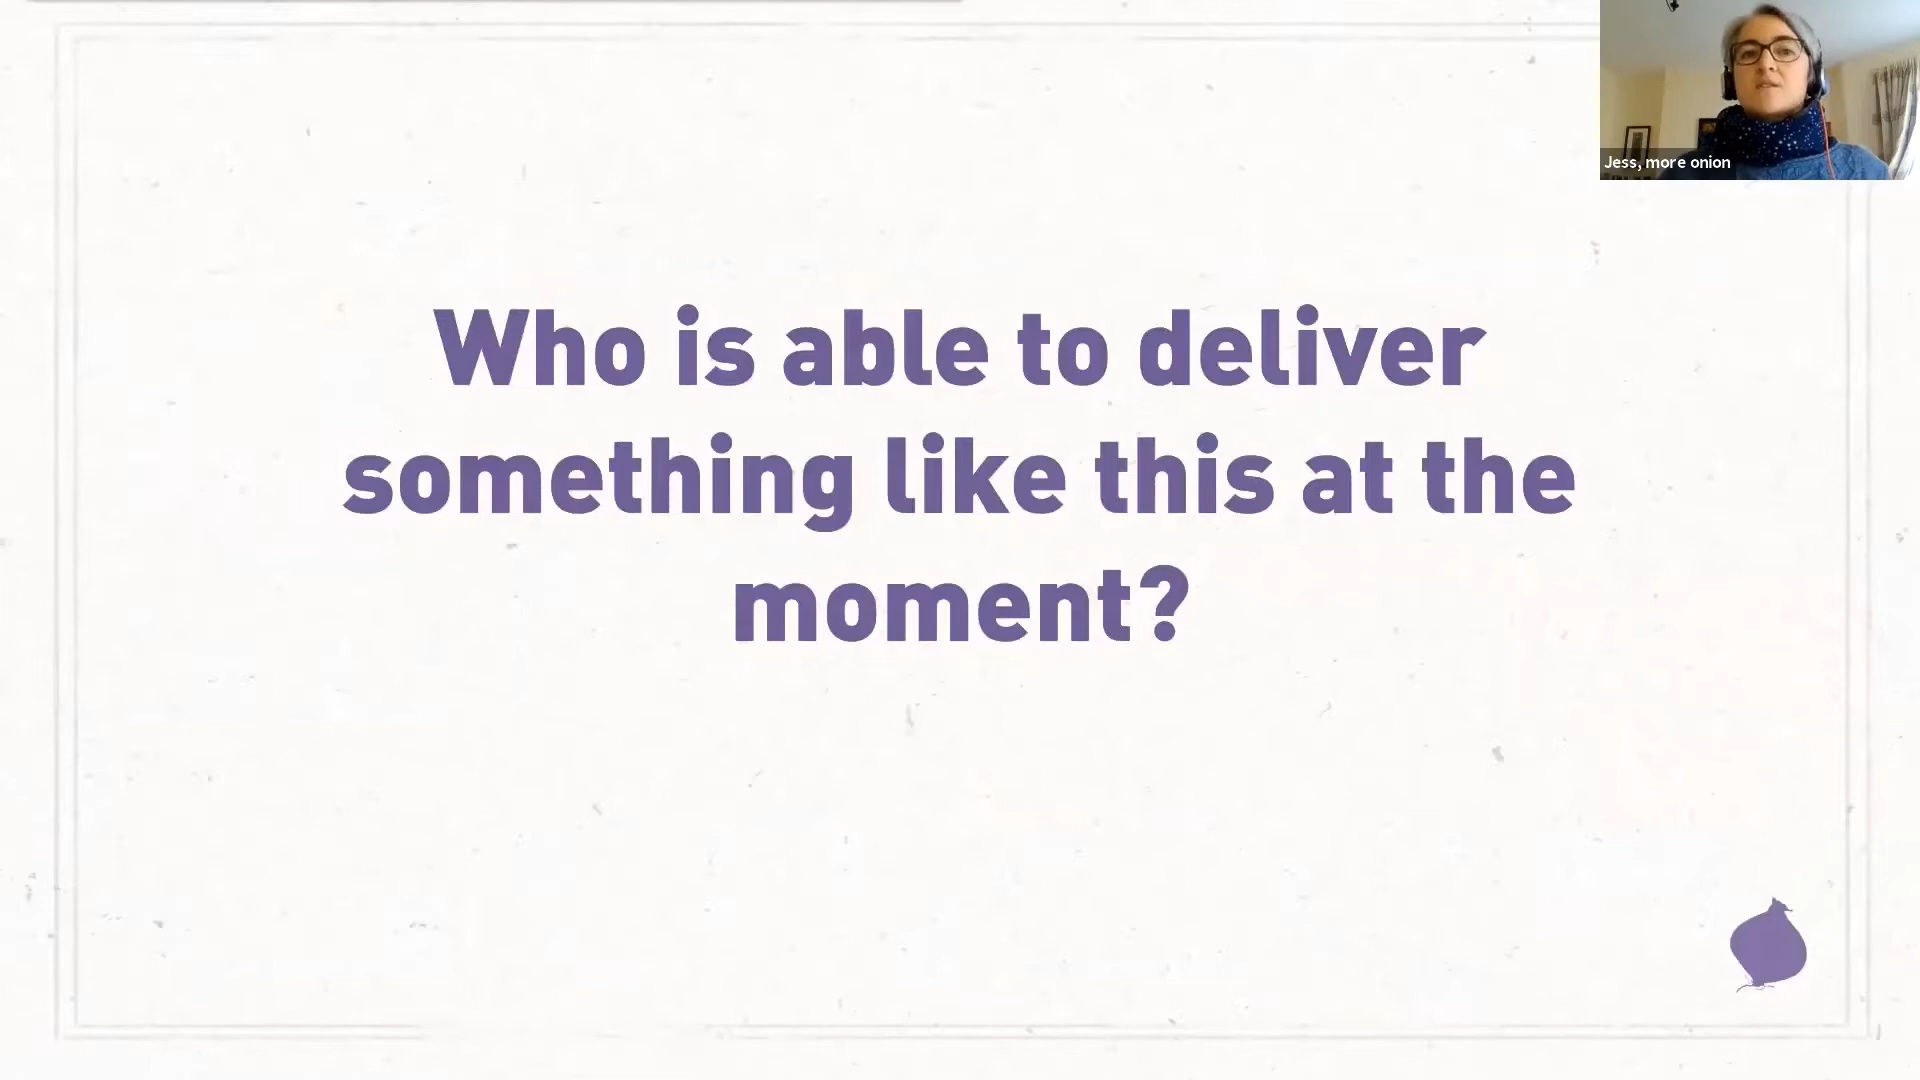 Jess, more onion
Who is able to deliver
something like this at the
moment?